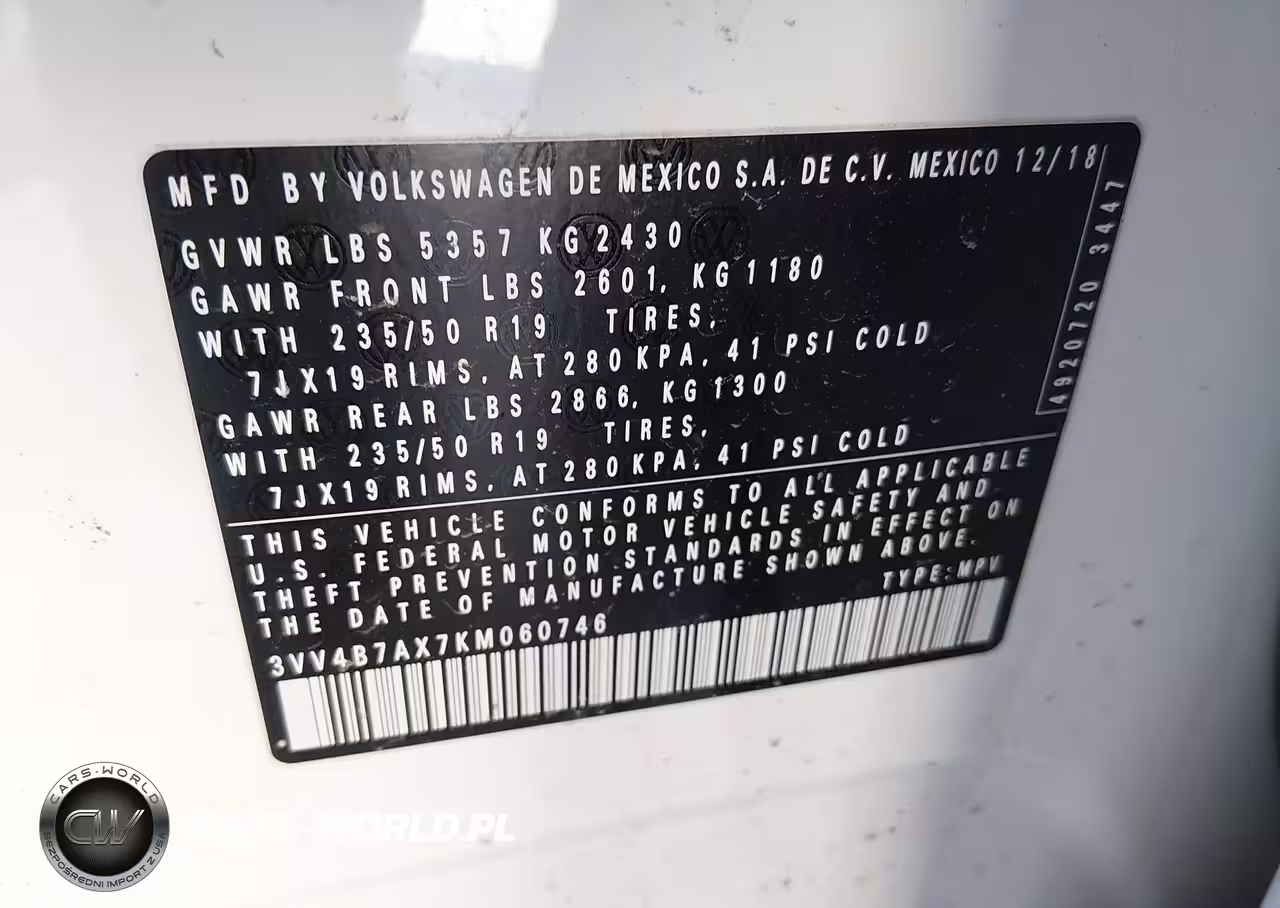 MFD BY VOLKSWAGEN DE MEXICO S.A. DE C.V. MEXICO 12/18
GVWR LBS 5357 KG 2430
GAWR FRONT LBS 2601, KG 1180
WITH 235/50 R19 TIRES,
7JX19 RIMS, AT 280 KPA, 41 PSI COLD
GAWR REAR LBS 2866, KG 1300
WITH 235/50 R19 TIRES,
7JX19 RIMS, AT 280 KPA, 41 PSI COLD
4920720 3447
THIS VEHICLE CONFORMS TO ALL APPLICABLE
U.S. FEDERAL MOTOR VEHICLE SAFETY AND
THEFT PREVENTION STANDARDS IN EFFECT ON
THE DATE OF MANUFACTURE SHOWN ABOVE.
3VV4B7AX7KM060746 TYPE:MPV
CARS-WORLD
CW
BEZPOŚREDNI IMPORT Z USA
CARS-WORLD.PL